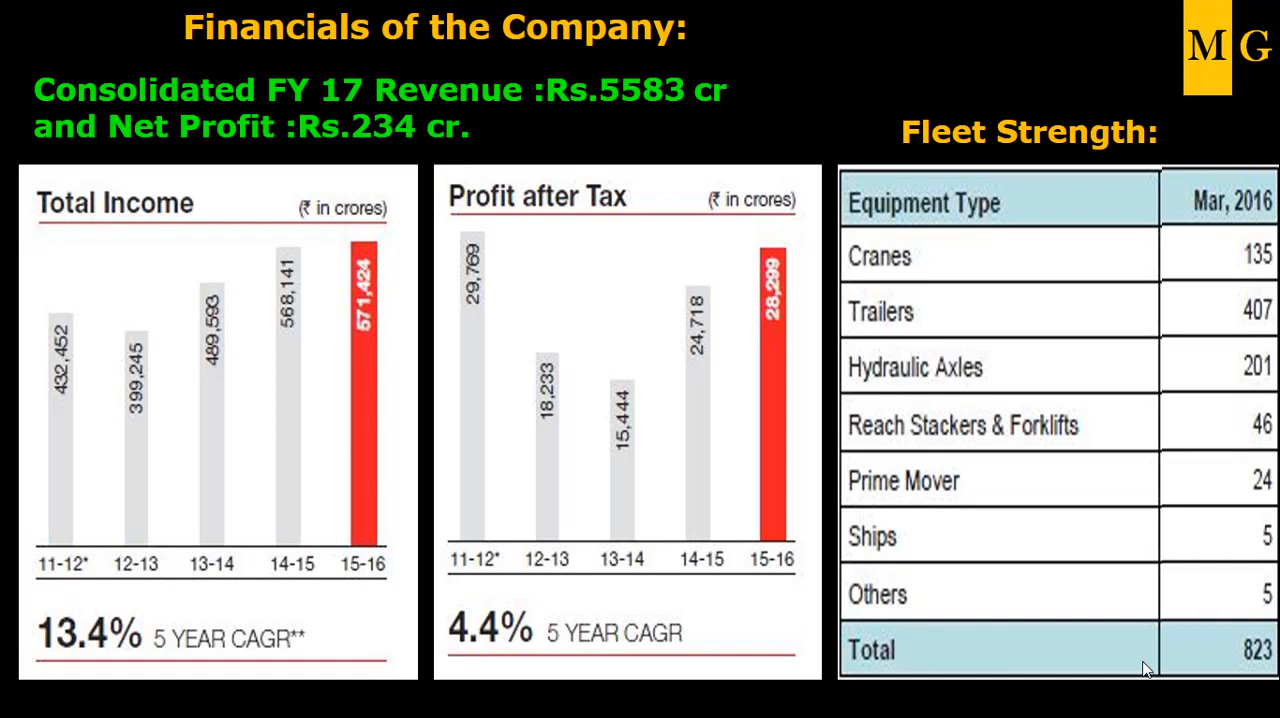 Financials of the Company:
M G
Consolidated FY 17 Revenue :Rs.5583 cr
and Net Profit :Rs.234 cr.
Fleet Strength:
Total Income (₹ in crores)
432,452
399,245
489,593
568,141
571,424
11-12* 12-13 13-14 14-15 15-16
13.4% 5 YEAR CAGR**
Profit after Tax (₹ in crores)
29,769
18,233
15,444
24,718
28,299
11-12* 12-13 13-14 14-15 15-16
4.4% 5 YEAR CAGR
Equipment Type Mar, 2016
Cranes 135
Trailers 407
Hydraulic Axles 201
Reach Stackers & Forklifts 46
Prime Mover 24
Ships 5
Others 5
Total 823